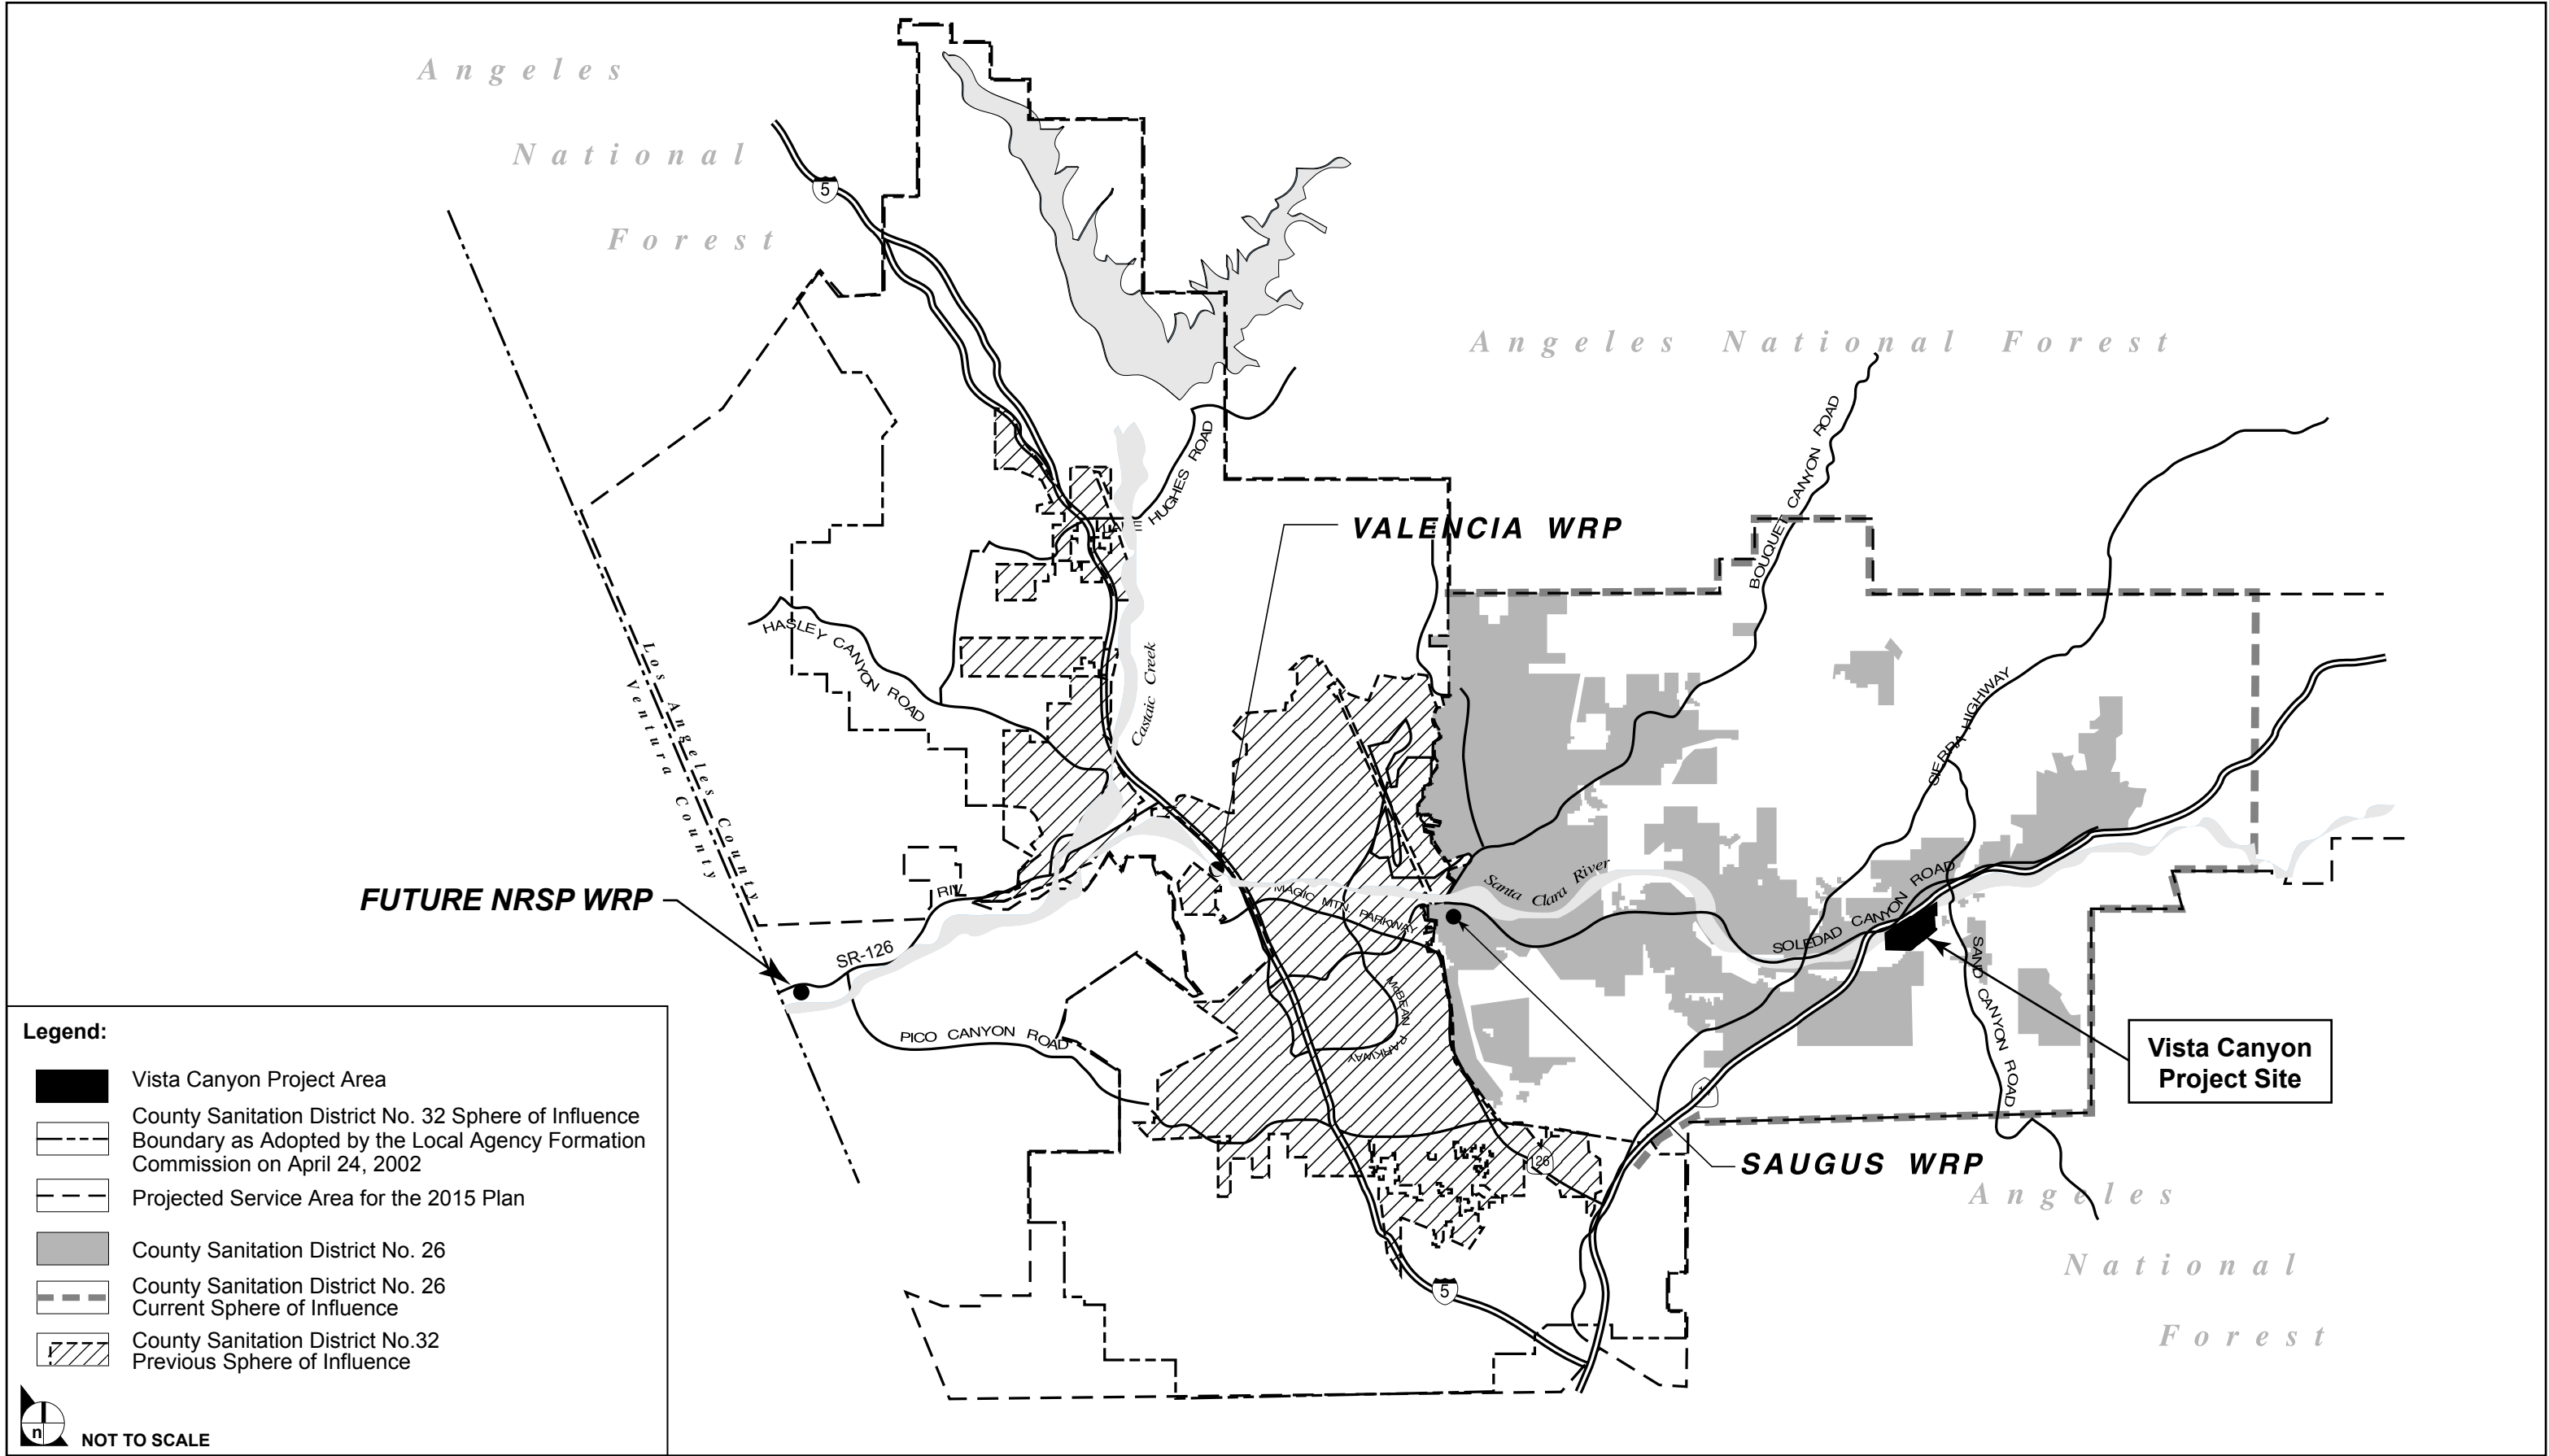 Angeles
National
Forest
5
Angeles National Forest
HUGHES ROAD
BOUQUET CANYON ROAD
VALENCIA WRP
HASLEY CANYON ROAD
Castaic Creek
SIERRA HIGHWAY
Los Angeles County
Ventura County
FUTURE NRSP WRP
SR-126
MAGIC MTN. PARKWAY
Santa Clara River
SOLEDAD CANYON ROAD
SAND CANYON ROAD
McBEAN PARKWAY
PICO CANYON ROAD
Vista Canyon
Project Site
126
SAUGUS WRP
5
Angeles
National
Forest
Legend:
Vista Canyon Project Area
County Sanitation District No. 32 Sphere of Influence
Boundary as Adopted by the Local Agency Formation
Commission on April 24, 2002
Projected Service Area for the 2015 Plan
County Sanitation District No. 26
County Sanitation District No. 26
Current Sphere of Influence
County Sanitation District No.32
Previous Sphere of Influence
n
NOT TO SCALE